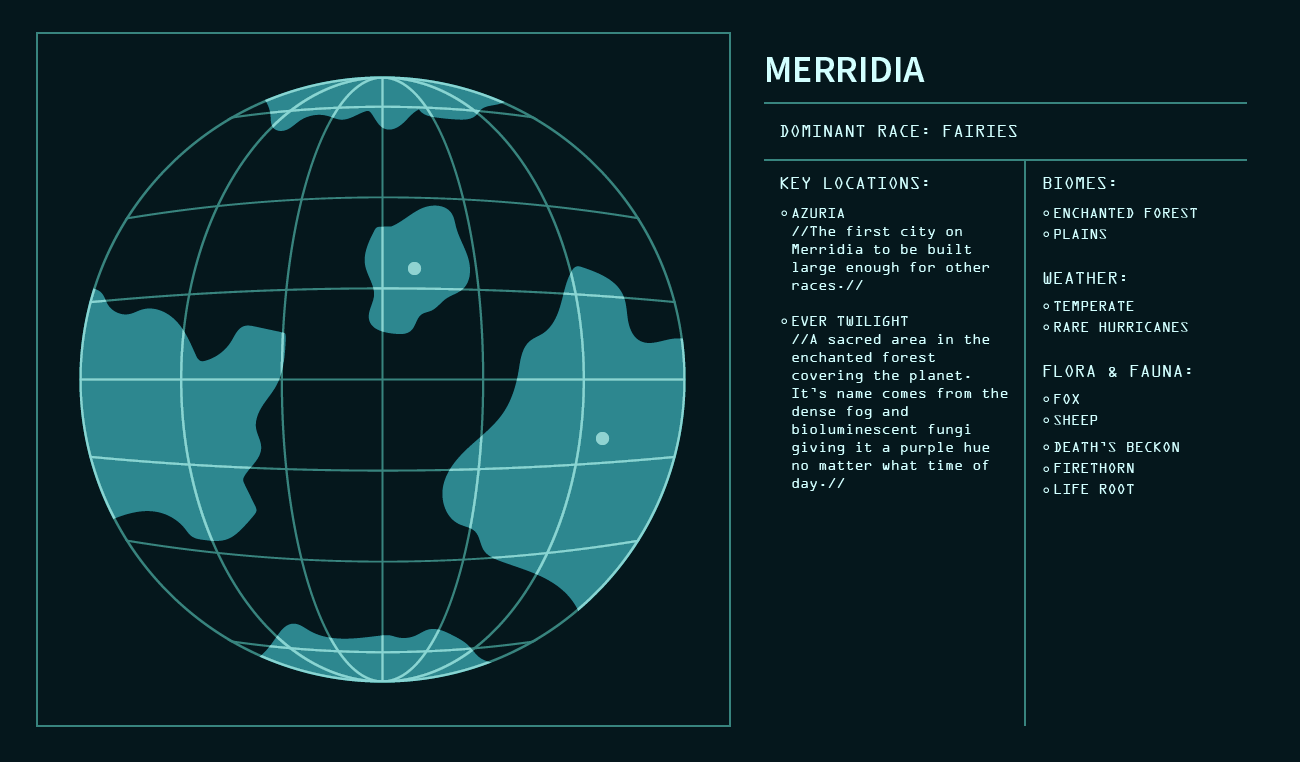 MERRIDIA
DOMINANT RACE: FAIRIES
KEY LOCATIONS:
AZURIA
//The first city on
Merridia to be built
large enough for other
races.//
EVER TWILIGHT
//A sacred area in the
enchanted forest
covering the planet.
It's name comes from the
dense fog and
bioluminescent fungi
giving it a purple hue
no matter what time of
day.//
BIOMES:
ENCHANTED FOREST
PLAINS
WEATHER:
TEMPERATE
RARE HURRICANES
FLORA & FAUNA:
FOX
SHEEP
DEATH'S BECKON
FIRETHORN
LIFE ROOT